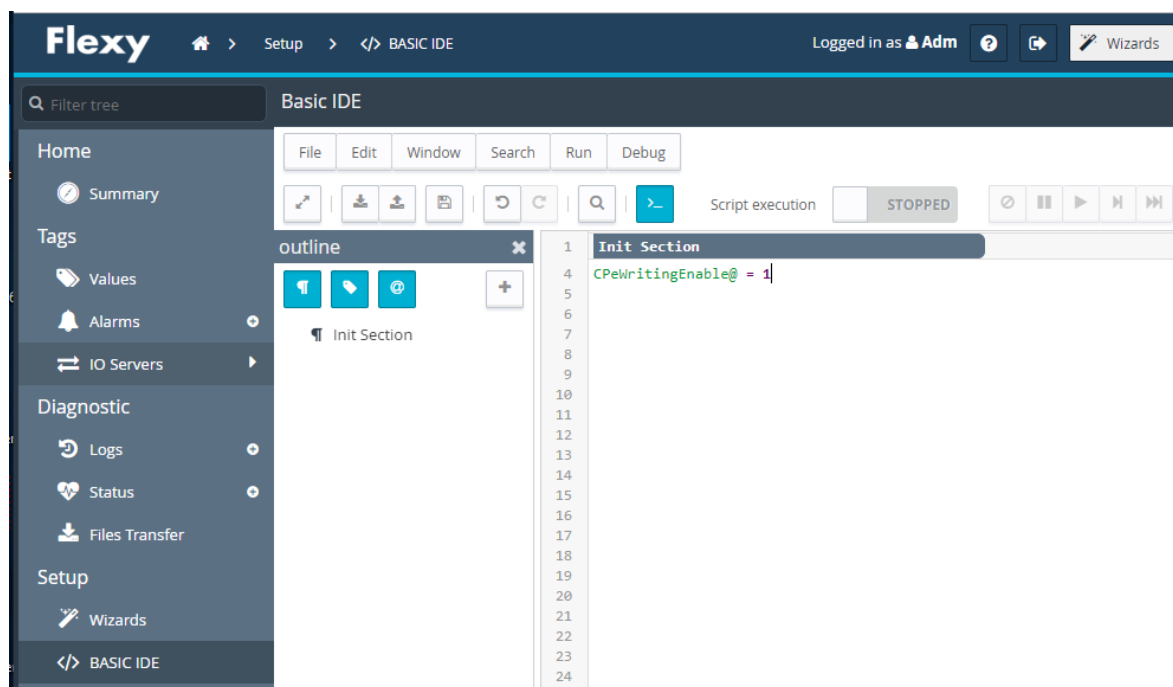 Flexy
Setup > </> BASIC IDE
Logged in as Adm
Wizards
Filter tree
Basic IDE
Home
Summary
Tags
Values
Alarms
IO Servers
Diagnostic
Logs
Status
Files Transfer
Setup
Wizards
</> BASIC IDE
File Edit Window Search Run Debug
Script execution STOPPED
outline
Init Section
1 Init Section
4 CPeWritingEnable@ = 1
5
6
7
8
9
10
11
12
13
14
15
16
17
18
19
20
21
22
23
24